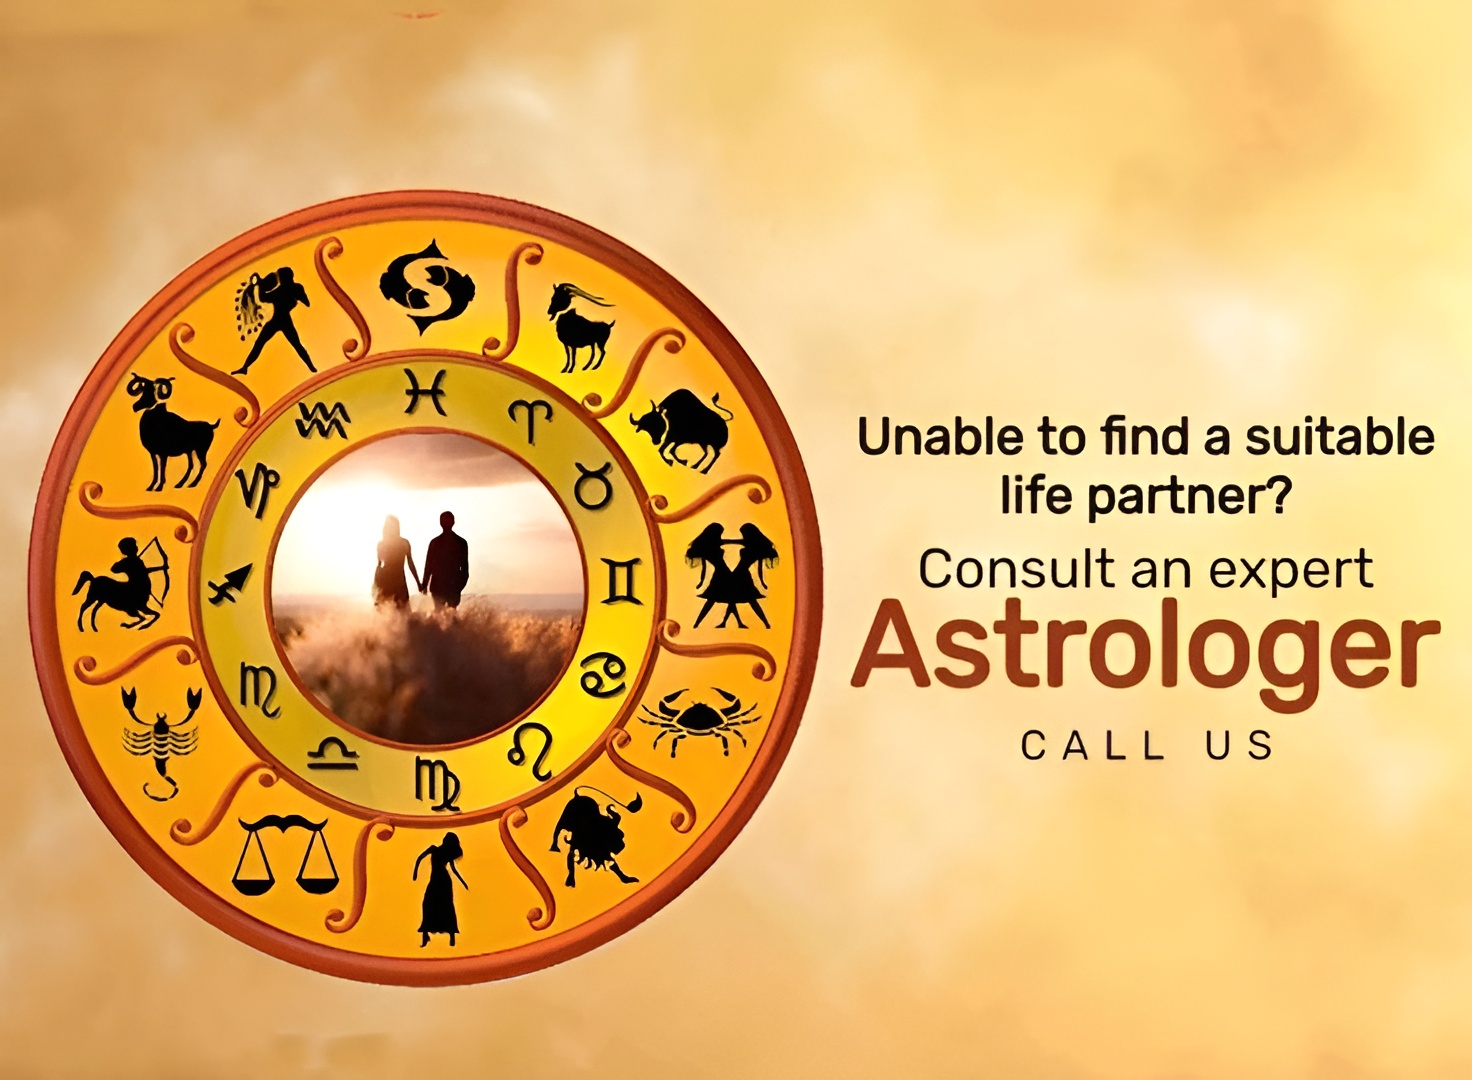 Unable to find a suitable
life partner?
Consult an expert
Astrologer
CALL US
♓
♈
♉
♊
♋
♌
♍
♎
♏
♐
♑
♒